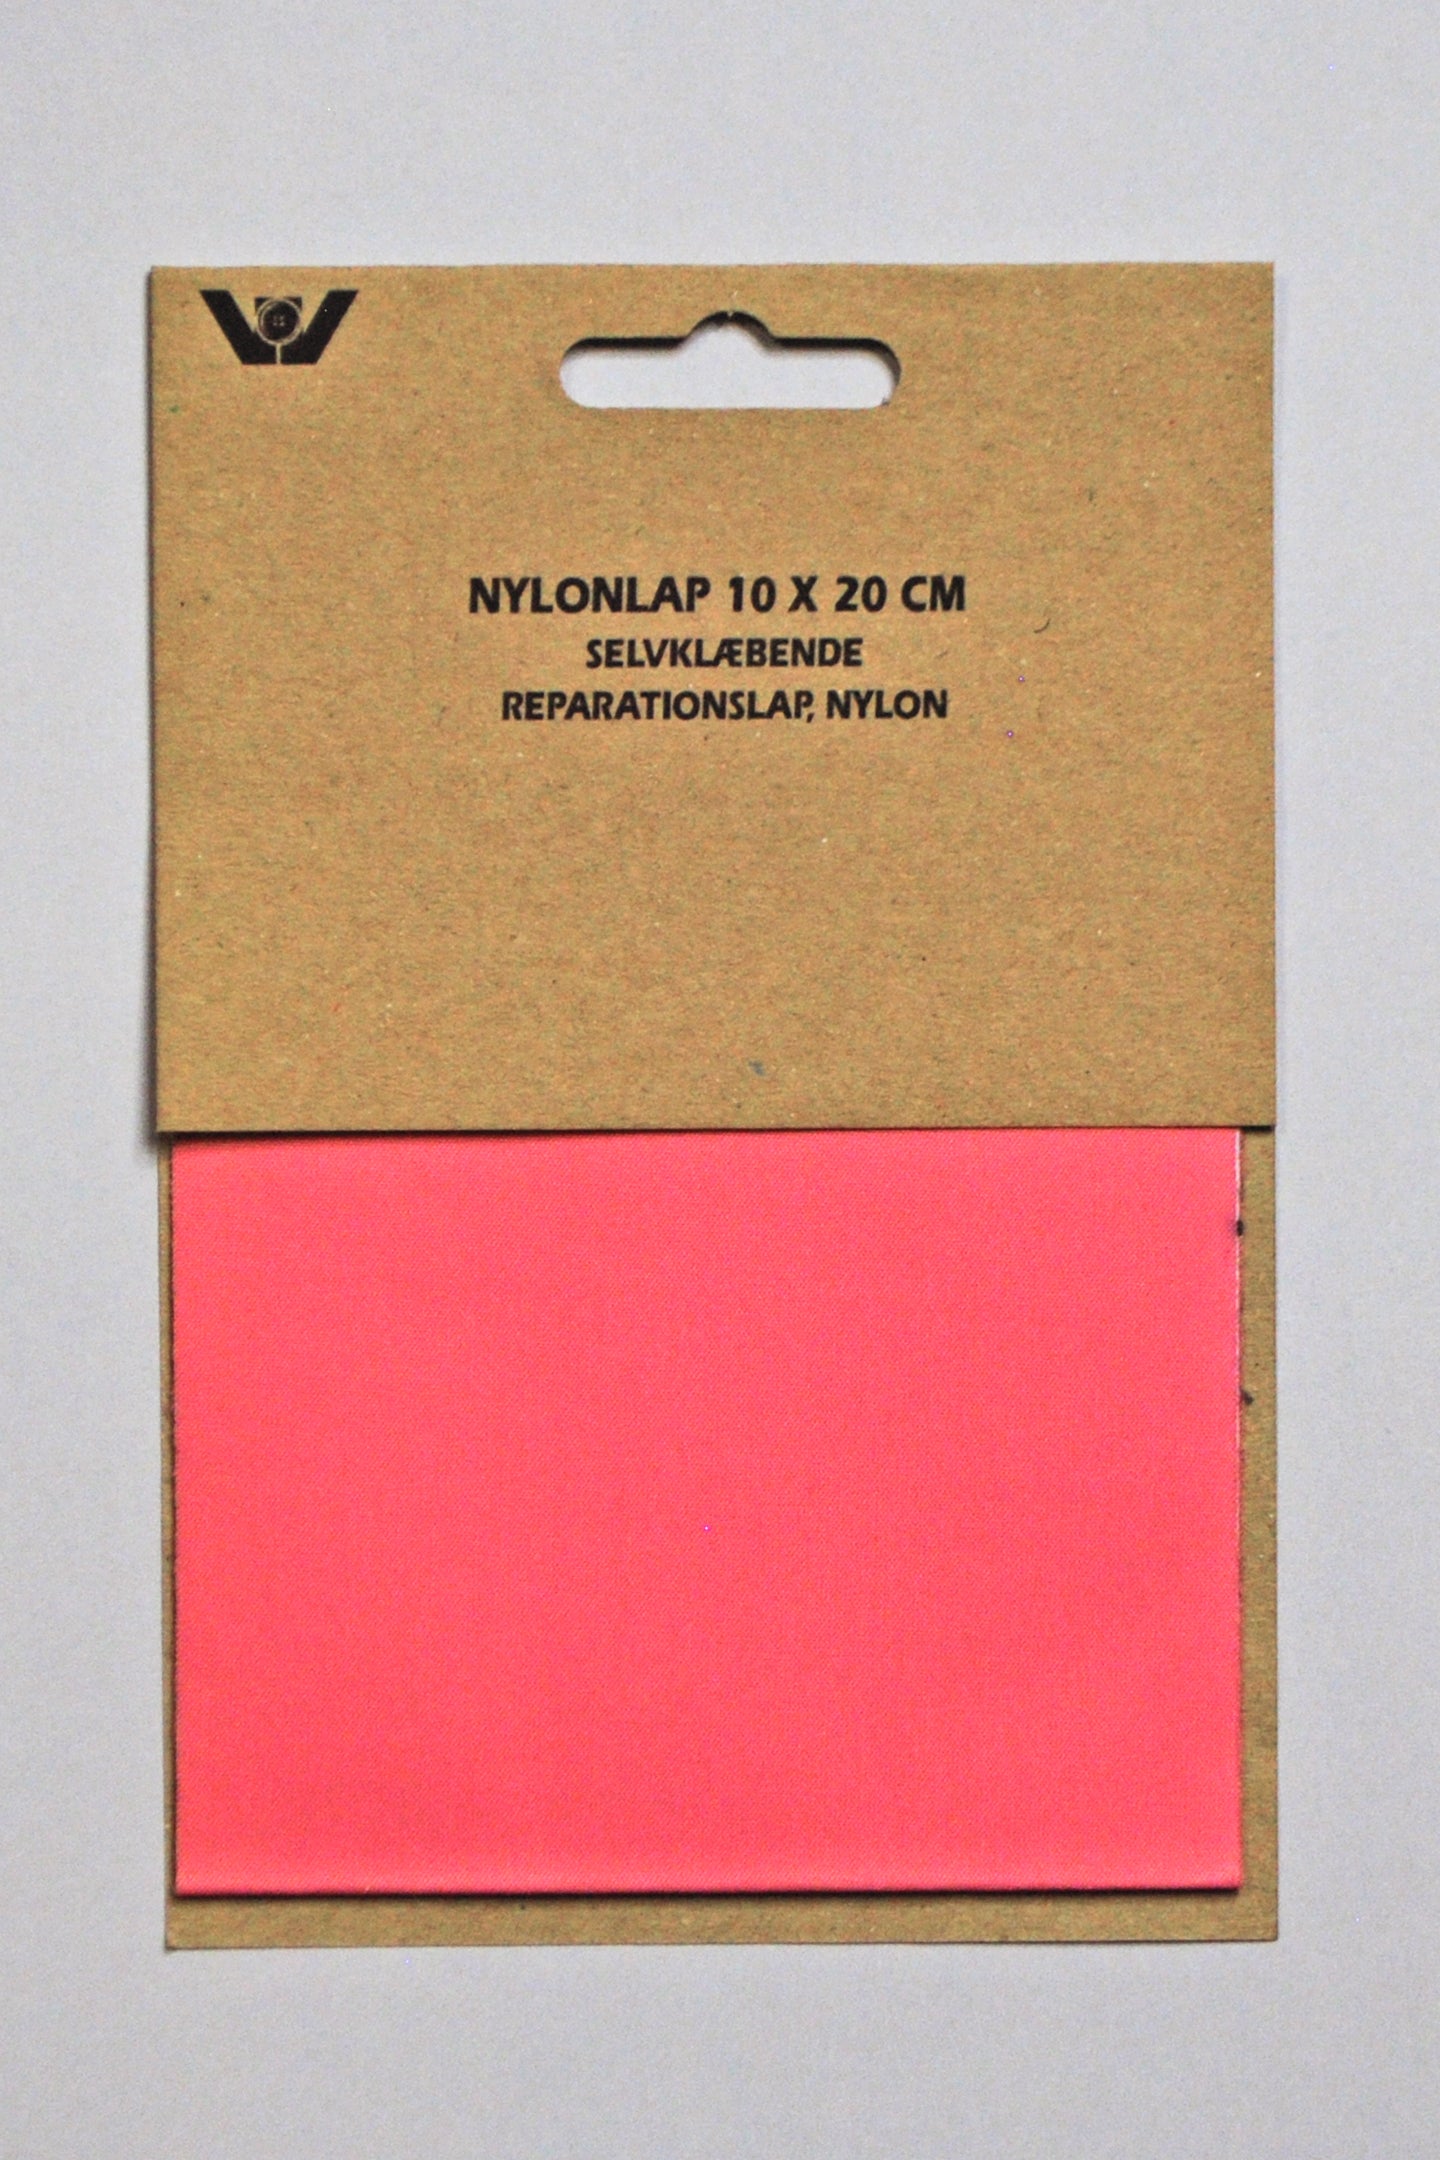 NYLONLAP 10 X 20 CM
SELVKLÆBENDE
REPARATIONSLAP, NYLON